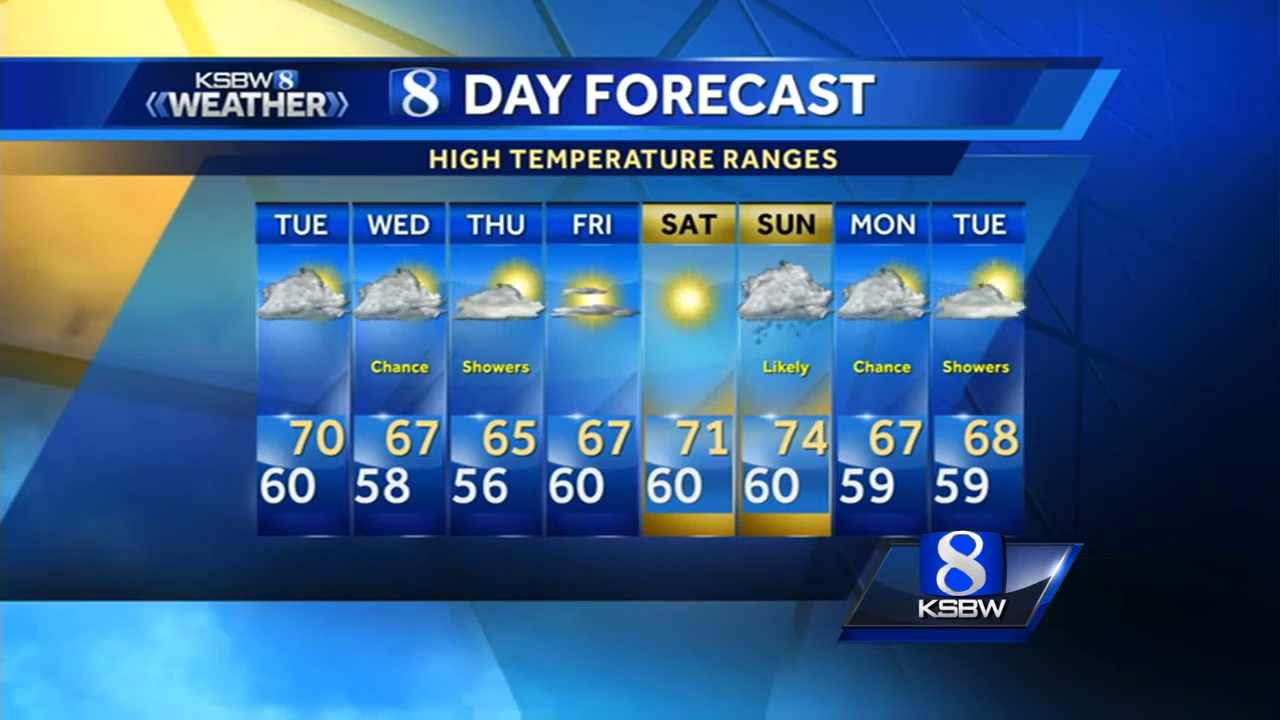 KSBW 8
WEATHER
8 DAY FORECAST
HIGH TEMPERATURE RANGES
TUE WED THU FRI SAT SUN MON TUE
Chance Showers Likely Chance Showers
70 67 65 67 71 74 67 68
60 58 56 60 60 60 59 59
8
KSBW